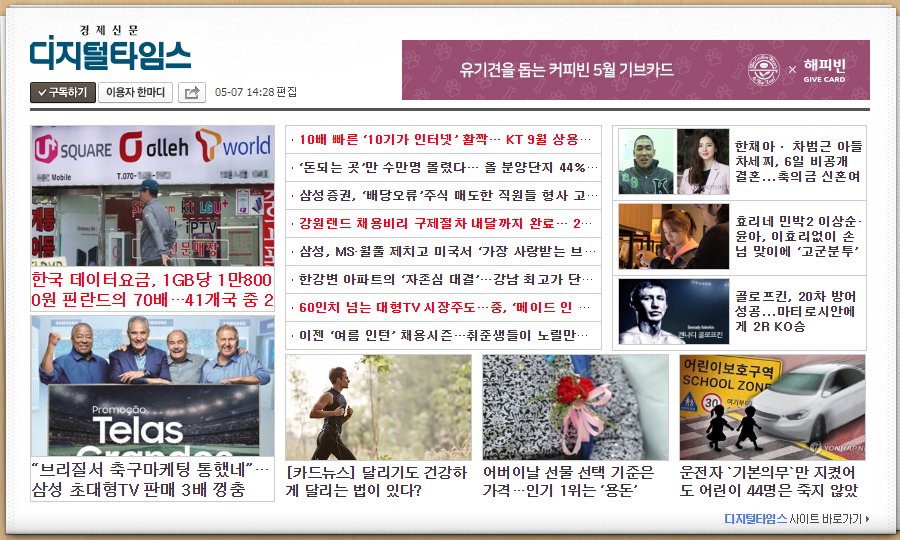 경제신문
디지털타임스
구독하기
이용자 한마디
05-07 14:28 편집
유기견을 돕는 커피빈 5월 기브카드
×
해피빈
GIVE CARD
U+ SQUARE
olleh
T world
Mobile
한국 데이터요금, 1GB당 1만800
0원 핀란드의 70배…41개국 중 2
Promoção
Telas
Grandes
“브라질서 축구마케팅 통했네”…
삼성 초대형TV 판매 3배 껑충
· 10배 빠른 ‘10기가 인터넷’ 활짝… KT 9월 상용…
· ‘돈되는 곳’만 수만명 몰렸다… 올 분양단지 44%…
· 삼성증권, ‘배당오류’주식 매도한 직원들 형사 고…
· 강원랜드 채용비리 구제절차 내달까지 완료… 2…
· 삼성, MS·월풀 제치고 미국서 ‘가장 사랑받는 브…
· 한강변 아파트의 ‘자존심 대결’…강남 최고가 단…
· 60인치 넘는 대형TV 시장주도…중, ‘메이드 인 …
· 이젠 ‘여름 인턴’ 채용시즌…취준생들이 노릴만…
한채아· 차범근 아들
차세찌, 6일 비공개
결혼...축의금 신혼여
효리네 민박2 이상순·
윤아, 이효리없이 손
님 맞이에 ‘고군분투’
겐나디 골로프킨
골로프킨, 20차 방어
성공...마티로시안에
게 2R KO승
[카드뉴스] 달리기도 건강하
게 달리는 법이 있다?
어버이날 선물 선택 기준은
가격…인기 1위는 ‘용돈’
어린이보호구역
SCHOOL ZONE
30
여기부터
YONHAPNEWS
운전자 `기본의무`만 지켰어
도 어린이 44명은 죽지 않았
디지털타임스 사이트 바로가기